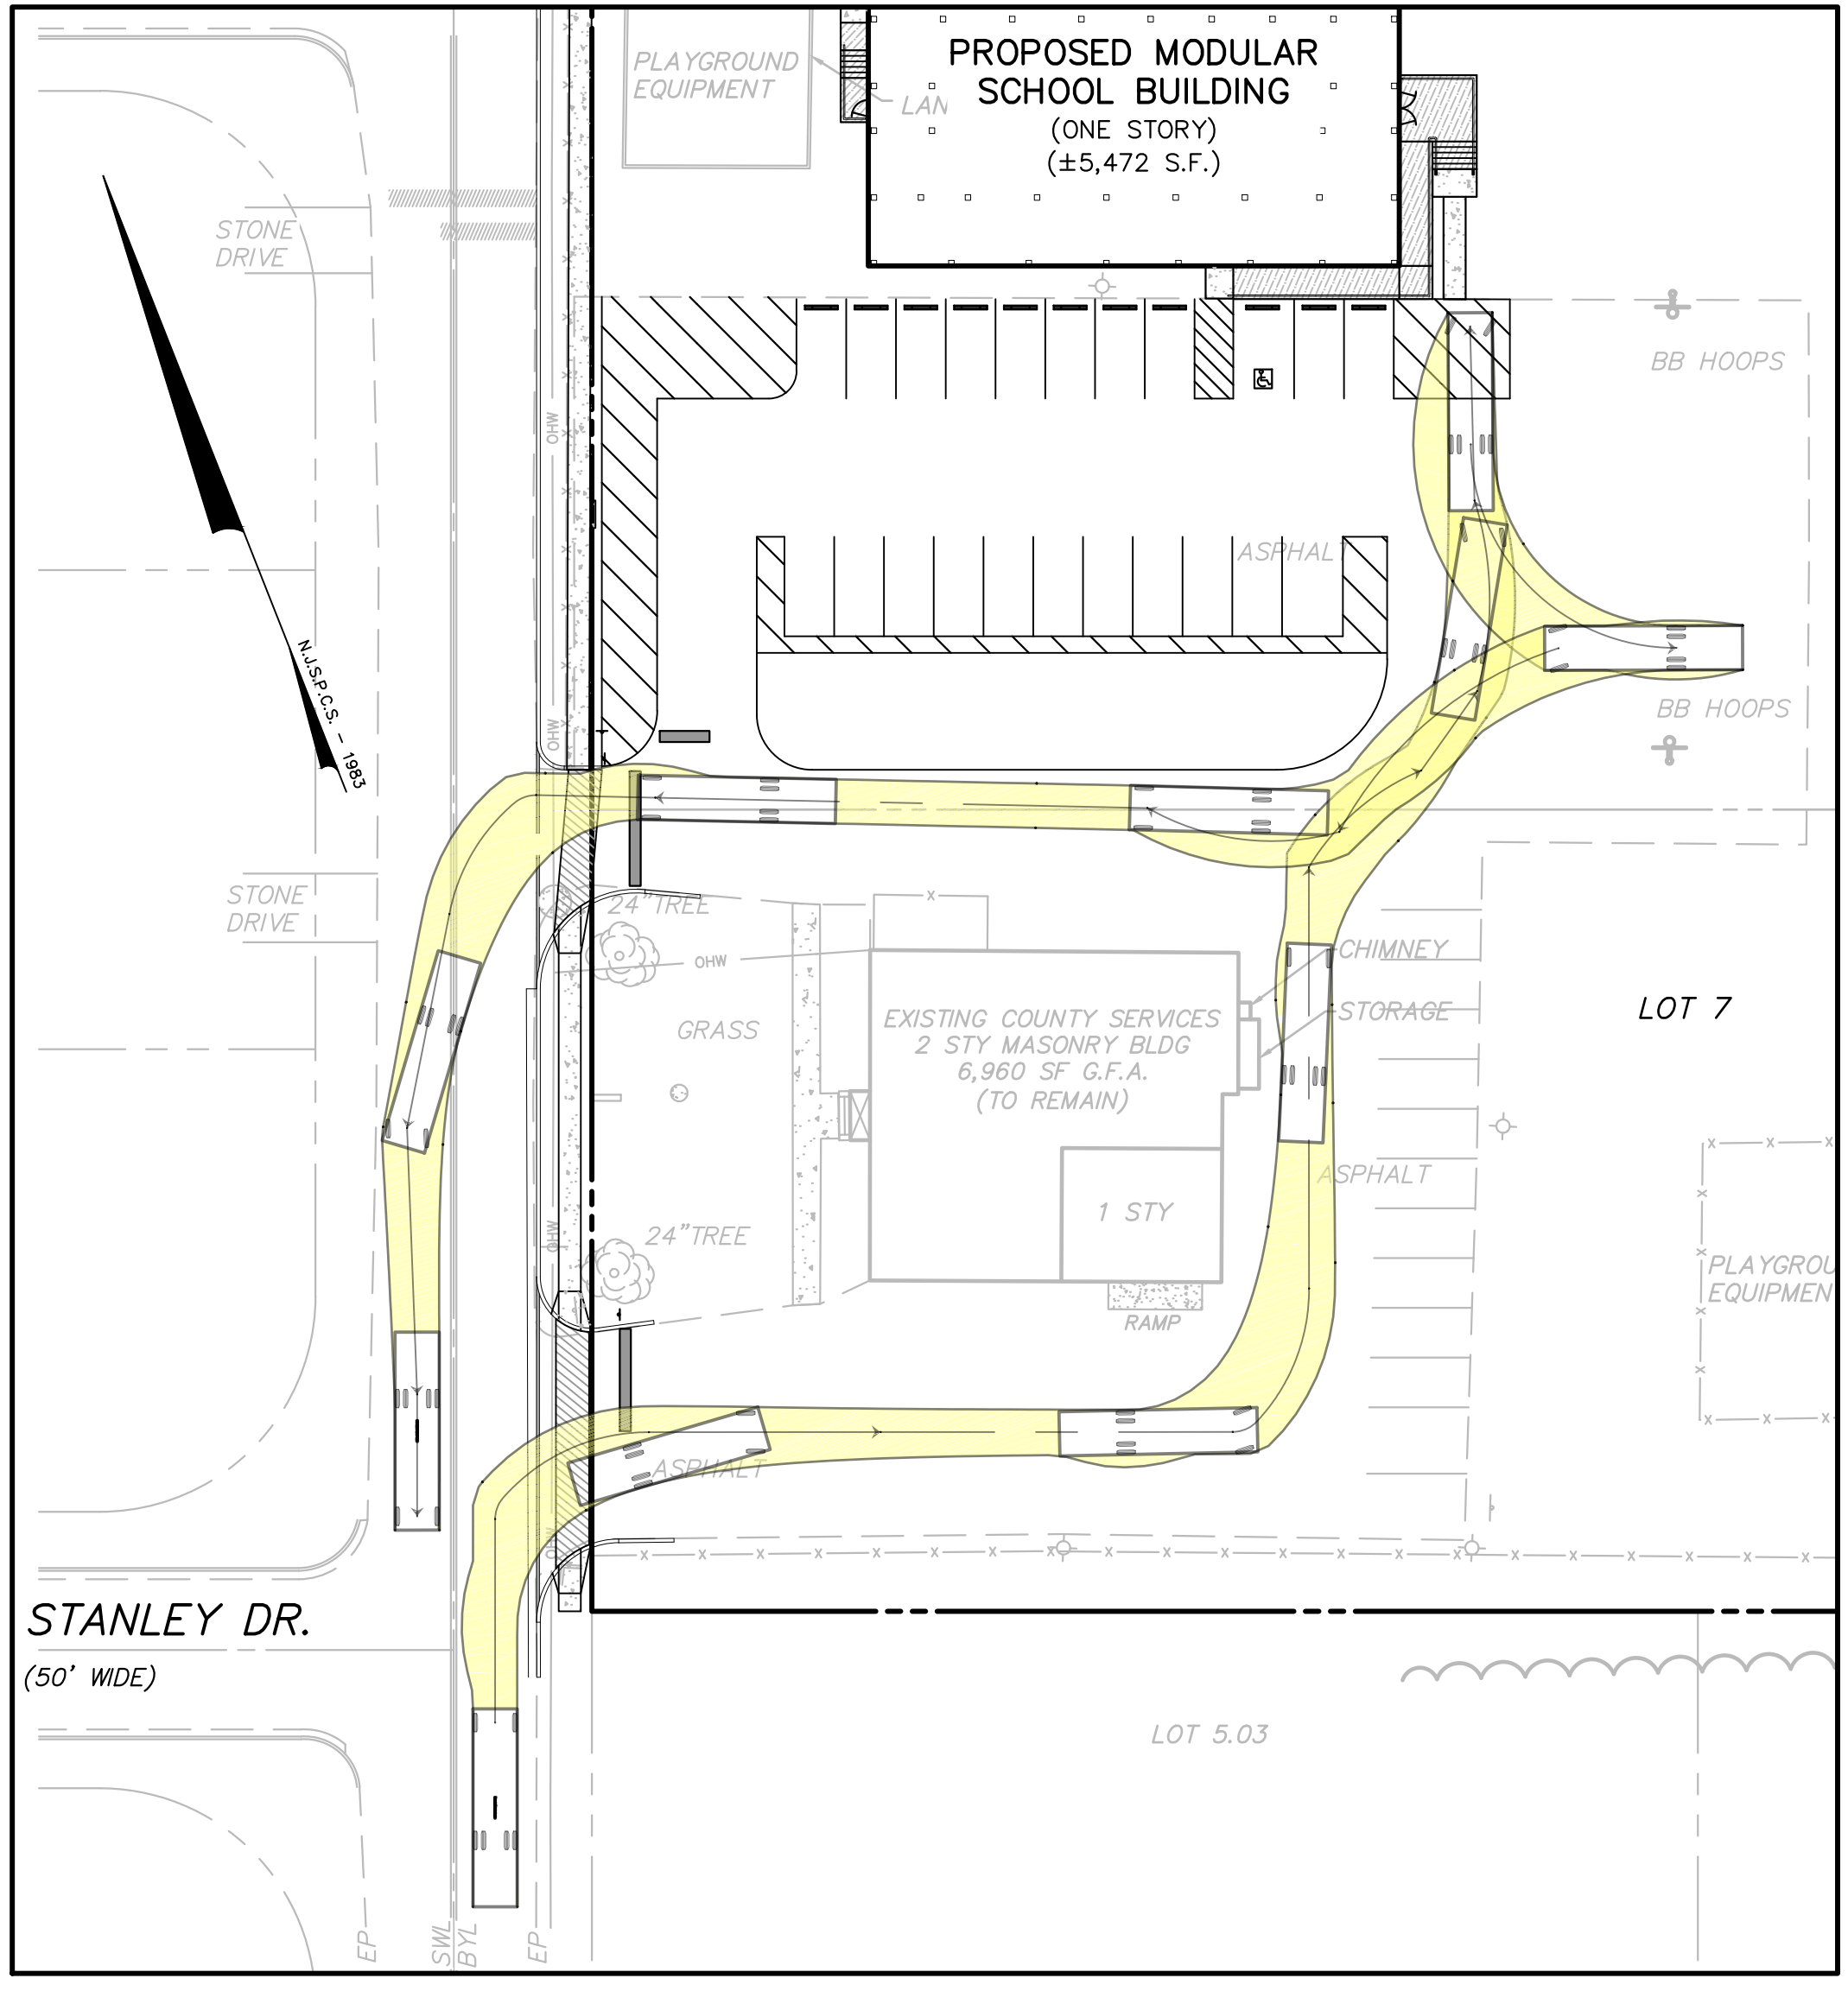 PROPOSED MODULAR
SCHOOL BUILDING
(ONE STORY)
(±5,472 S.F.)
PLAYGROUND
EQUIPMENT
LAN
STONE
DRIVE
BB HOOPS
OHW
ASPHALT
N.J.S.P.C.S. - 1983
OHW
BB HOOPS
STONE
DRIVE
24"TREE
OHW
CHIMNEY
STORAGE
LOT 7
GRASS
EXISTING COUNTY SERVICES
2 STY MASONRY BLDG
6,960 SF G.F.A.
(TO REMAIN)
ASPHALT
1 STY
24"TREE
OHW
PLAYGROU
EQUIPMEN
RAMP
ASPHALT
STANLEY DR.
(50' WIDE)
LOT 5.03
EP
SWL
BYL
EP